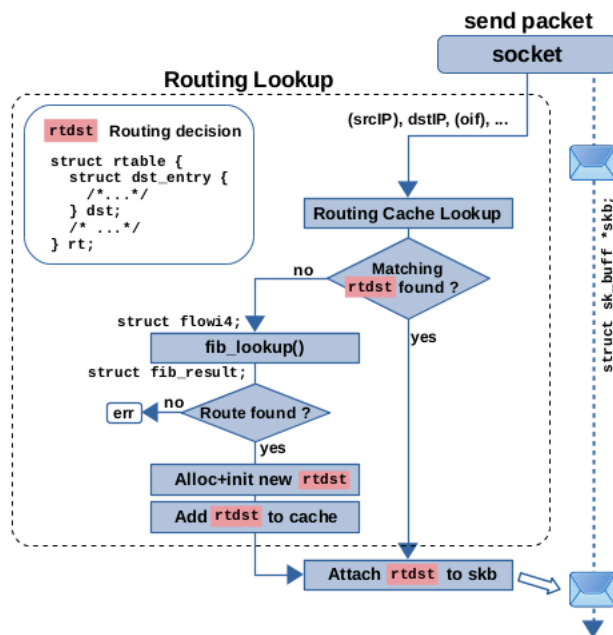 send packet
socket
Routing Lookup
rtdst Routing decision
struct rtable {
struct dst_entry {
/*...*/
} dst;
/* ...*/
} rt;
(srcIP), dstIP, (oif), ...
Routing Cache Lookup
Matching
rtdst found ?
no
yes
struct flowi4;
fib_lookup()
struct fib_result;
Route found ?
no
err
yes
Alloc+init new rtdst
Add rtdst to cache
Attach rtdst to skb
struct sk_buff *skb;